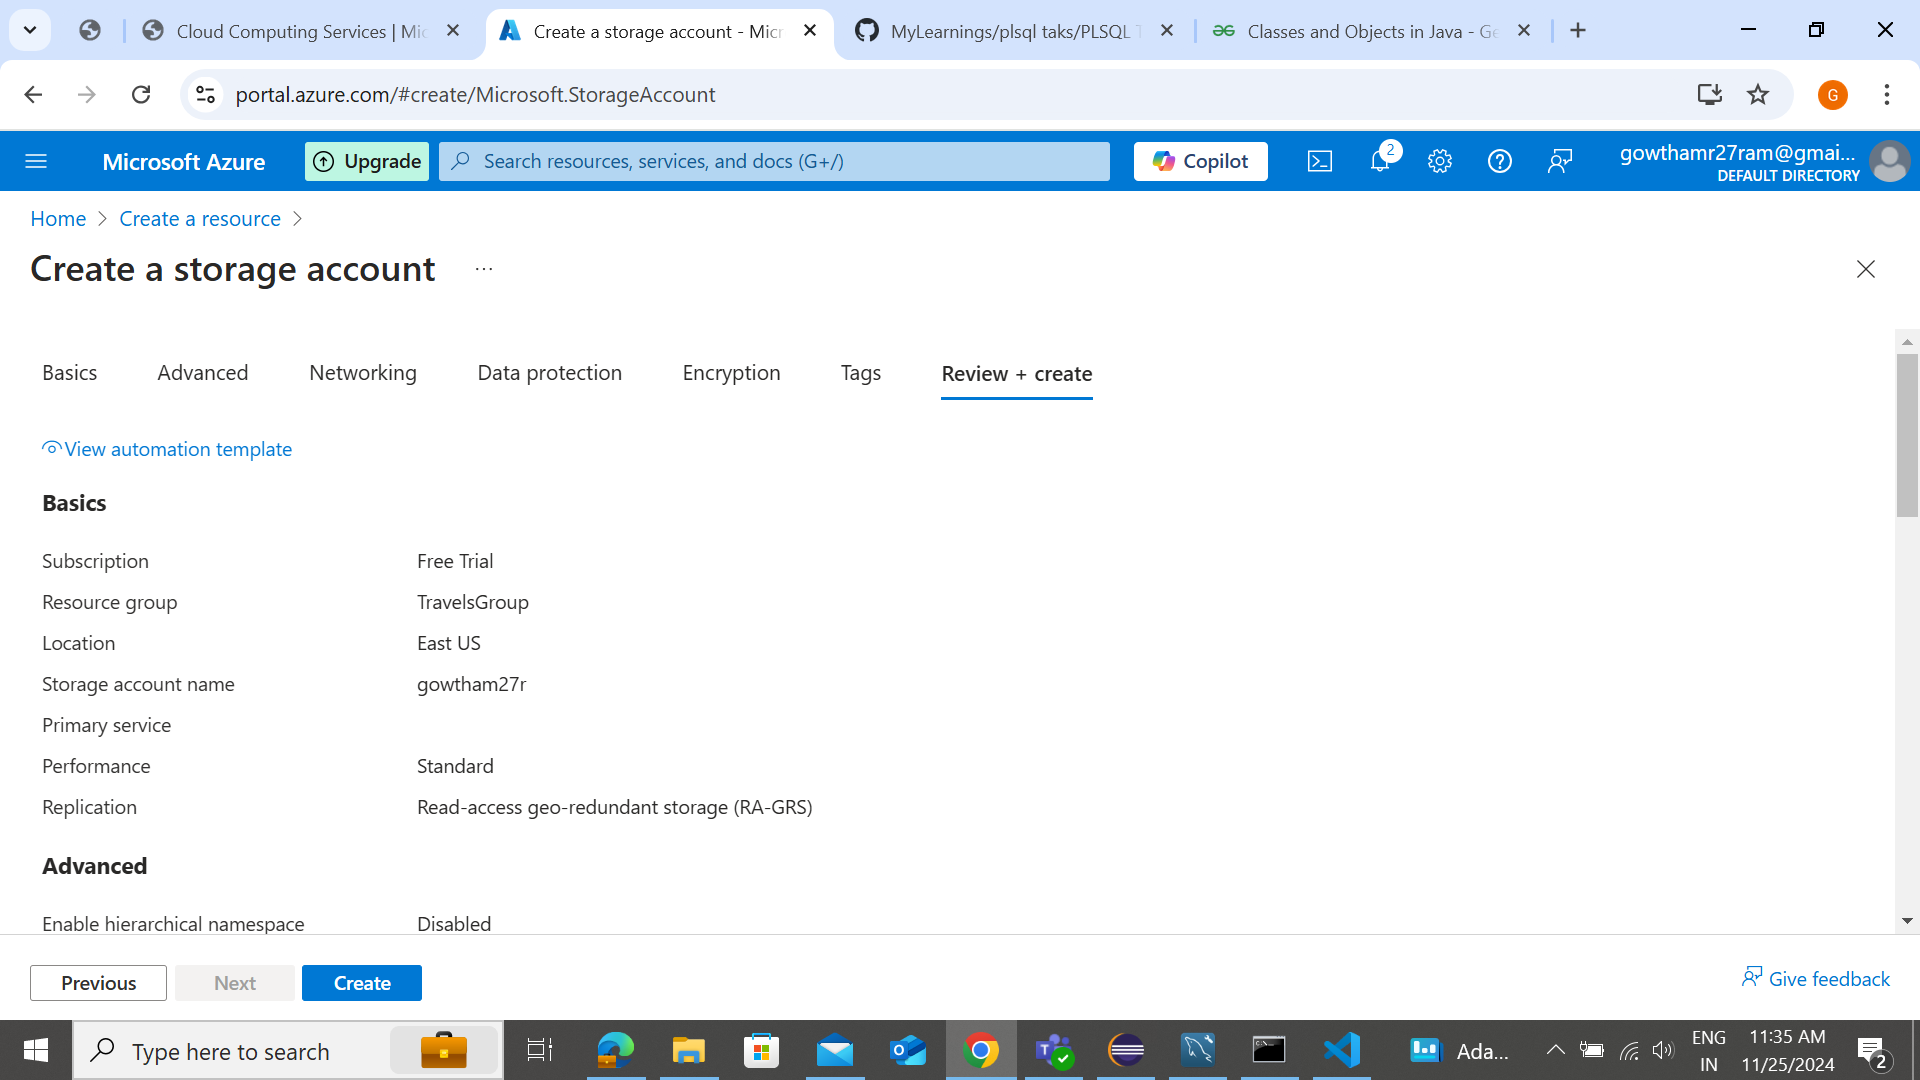 Cloud Computing Services | Mic
Create a storage account - Micr
MyLearnings/plsql taks/PLSQL T
Classes and Objects in Java - Ge
portal.azure.com/#create/Microsoft.StorageAccount
G
Microsoft Azure
Upgrade
Search resources, services, and docs (G+/)
Copilot
2
gowthamr27ram@gmai...
DEFAULT DIRECTORY
Home
Create a resource
Create a storage account
...
Basics
Advanced
Networking
Data protection
Encryption
Tags
Review + create
View automation template
Basics
Subscription Free Trial
Resource group TravelsGroup
Location East US
Storage account name gowtham27r
Primary service
Performance Standard
Replication Read-access geo-redundant storage (RA-GRS)
Advanced
Enable hierarchical namespace Disabled
Previous
Next
Create
Give feedback
Type here to search
Ada...
ENG
IN
11:35 AM
11/25/2024
2